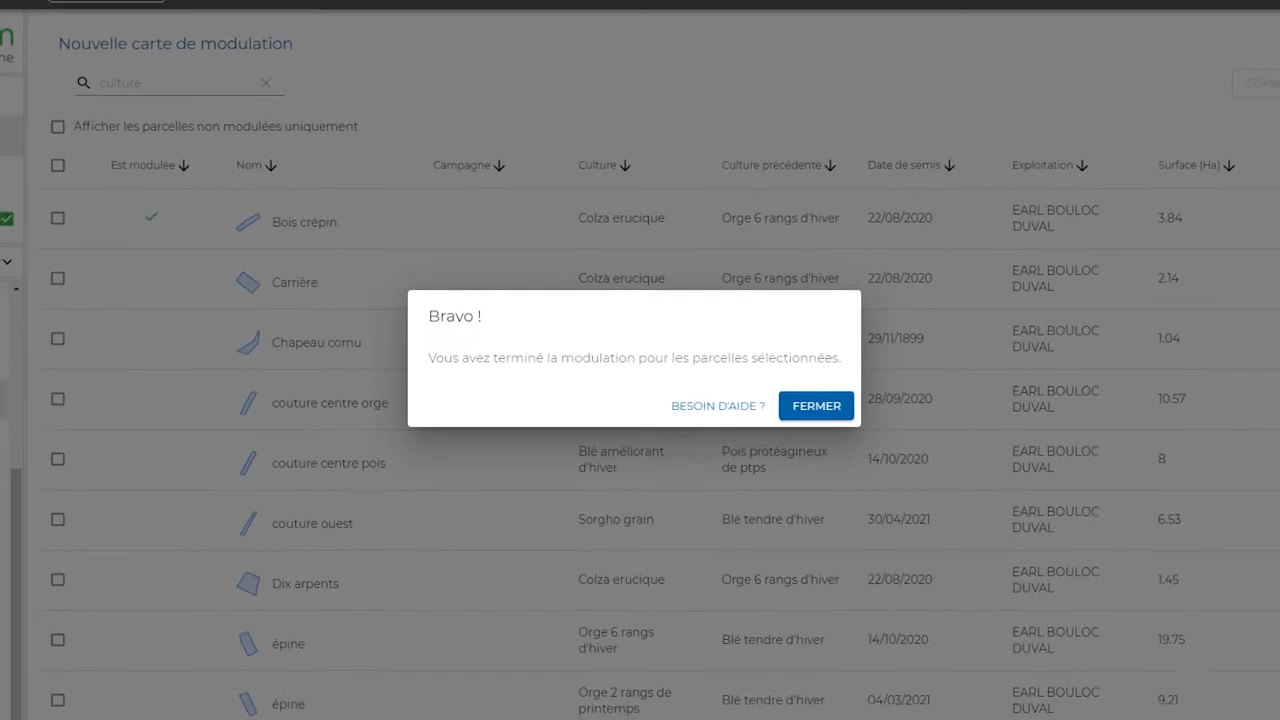 n
ne
Nouvelle carte de modulation
culture
Afficher les parcelles non modulées uniquement
Est modulée Nom Campagne Culture Culture précédente Date de semis Exploitation Surface (Ha)
Bois crépin Colza erucique Orge 6 rangs d'hiver 22/08/2020 EARL BOULOC DUVAL 3.84
Carrière Colza erucique Orge 6 rangs d'hiver 22/08/2020 EARL BOULOC DUVAL 2.14
Chapeau cornu 29/11/1899 EARL BOULOC DUVAL 1.04
couture centre orge 28/09/2020 EARL BOULOC DUVAL 10.57
couture centre pois Blé améliorant d'hiver Pois protéagineux de ptps 14/10/2020 EARL BOULOC DUVAL 8
couture ouest Sorgho grain Blé tendre d'hiver 30/04/2021 EARL BOULOC DUVAL 6.53
Dix arpents Colza erucique Orge 6 rangs d'hiver 22/08/2020 EARL BOULOC DUVAL 1.45
épine Orge 6 rangs d'hiver Blé tendre d'hiver 14/10/2020 EARL BOULOC DUVAL 19.75
épine Orge 2 rangs de printemps Blé tendre d'hiver 04/03/2021 EARL BOULOC DUVAL 9.21
Bravo !
Vous avez terminé la modulation pour les parcelles sélectionnées.
BESOIN D'AIDE ? FERMER